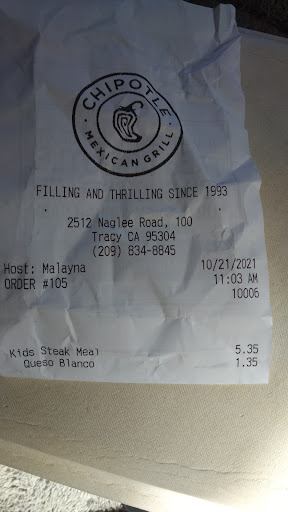 CHIPOTLE
MEXICAN GRILL
FILLING AND THRILLING SINCE 1993
2512 Naglee Road, 100
Tracy CA 95304
(209) 834-8845
Host: Malayna 10/21/2021
ORDER #105 11:03 AM
10006
Kids Steak Meal 5.35
Queso Blanco 1.35